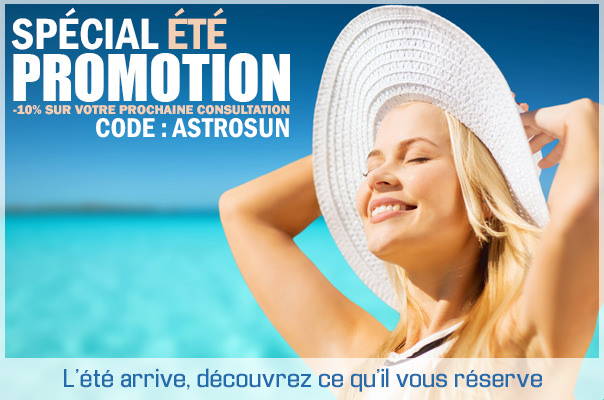 SPÉCIAL ÉTÉ
PROMOTION
-10% SUR VOTRE PROCHAINE CONSULTATION
CODE : ASTROSUN
L'été arrive, découvrez ce qu'il vous réserve